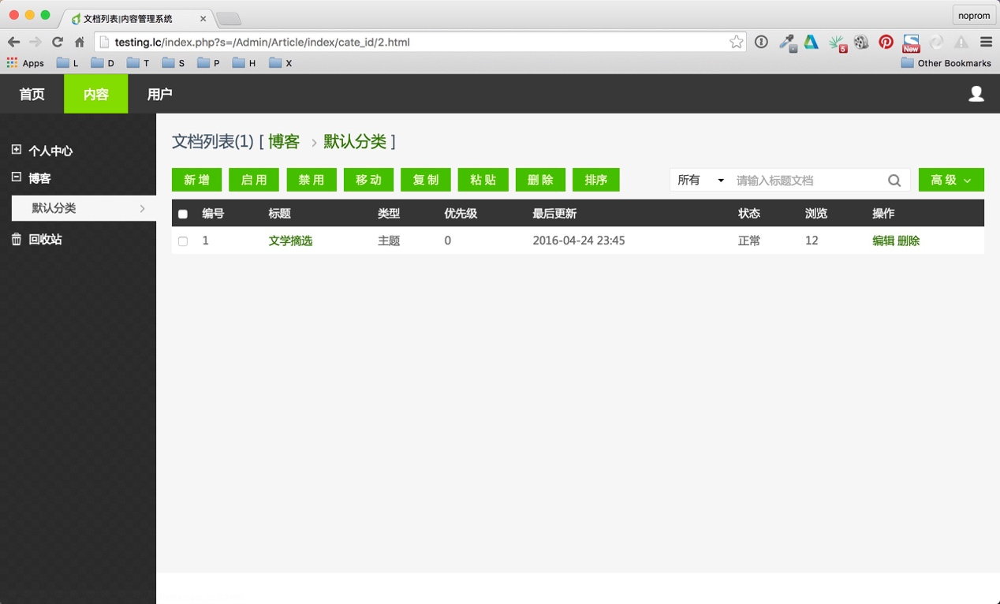 文档列表|内容管理系统
noprom
testing.lc/index.php?s=/Admin/Article/index/cate_id/2.html
5
New
Apps L D T S P H X Other Bookmarks
首页 内容 用户
个人中心
博客
默认分类
回收站
文档列表(1) [ 博客 > 默认分类 ]
新 增 启 用 禁 用 移 动 复 制 粘 贴 删 除 排序 所有 请输入标题文档 高 级
编号 标题 类型 优先级 最后更新 状态 浏览 操作
1 文学摘选 主题 0 2016-04-24 23:45 正常 12 编辑 删除